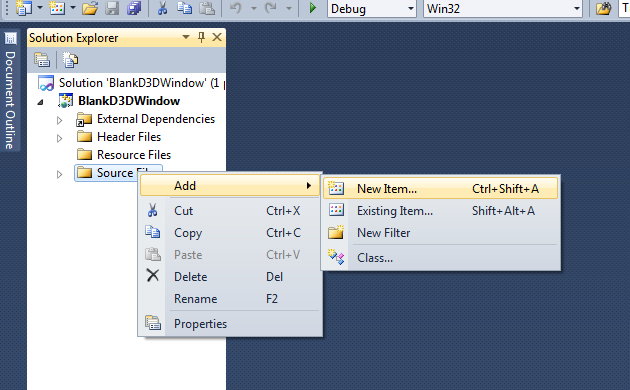 Debug
Win32
T
Document Outline
Solution Explorer
Solution 'BlankD3DWindow' (1 p
BlankD3DWindow
External Dependencies
Header Files
Resource Files
Source Fi
Add
New Item... Ctrl+Shift+A
Cut Ctrl+X
Existing Item... Shift+Alt+A
Copy Ctrl+C
New Filter
Paste Ctrl+V
Class...
Delete Del
Rename F2
Properties